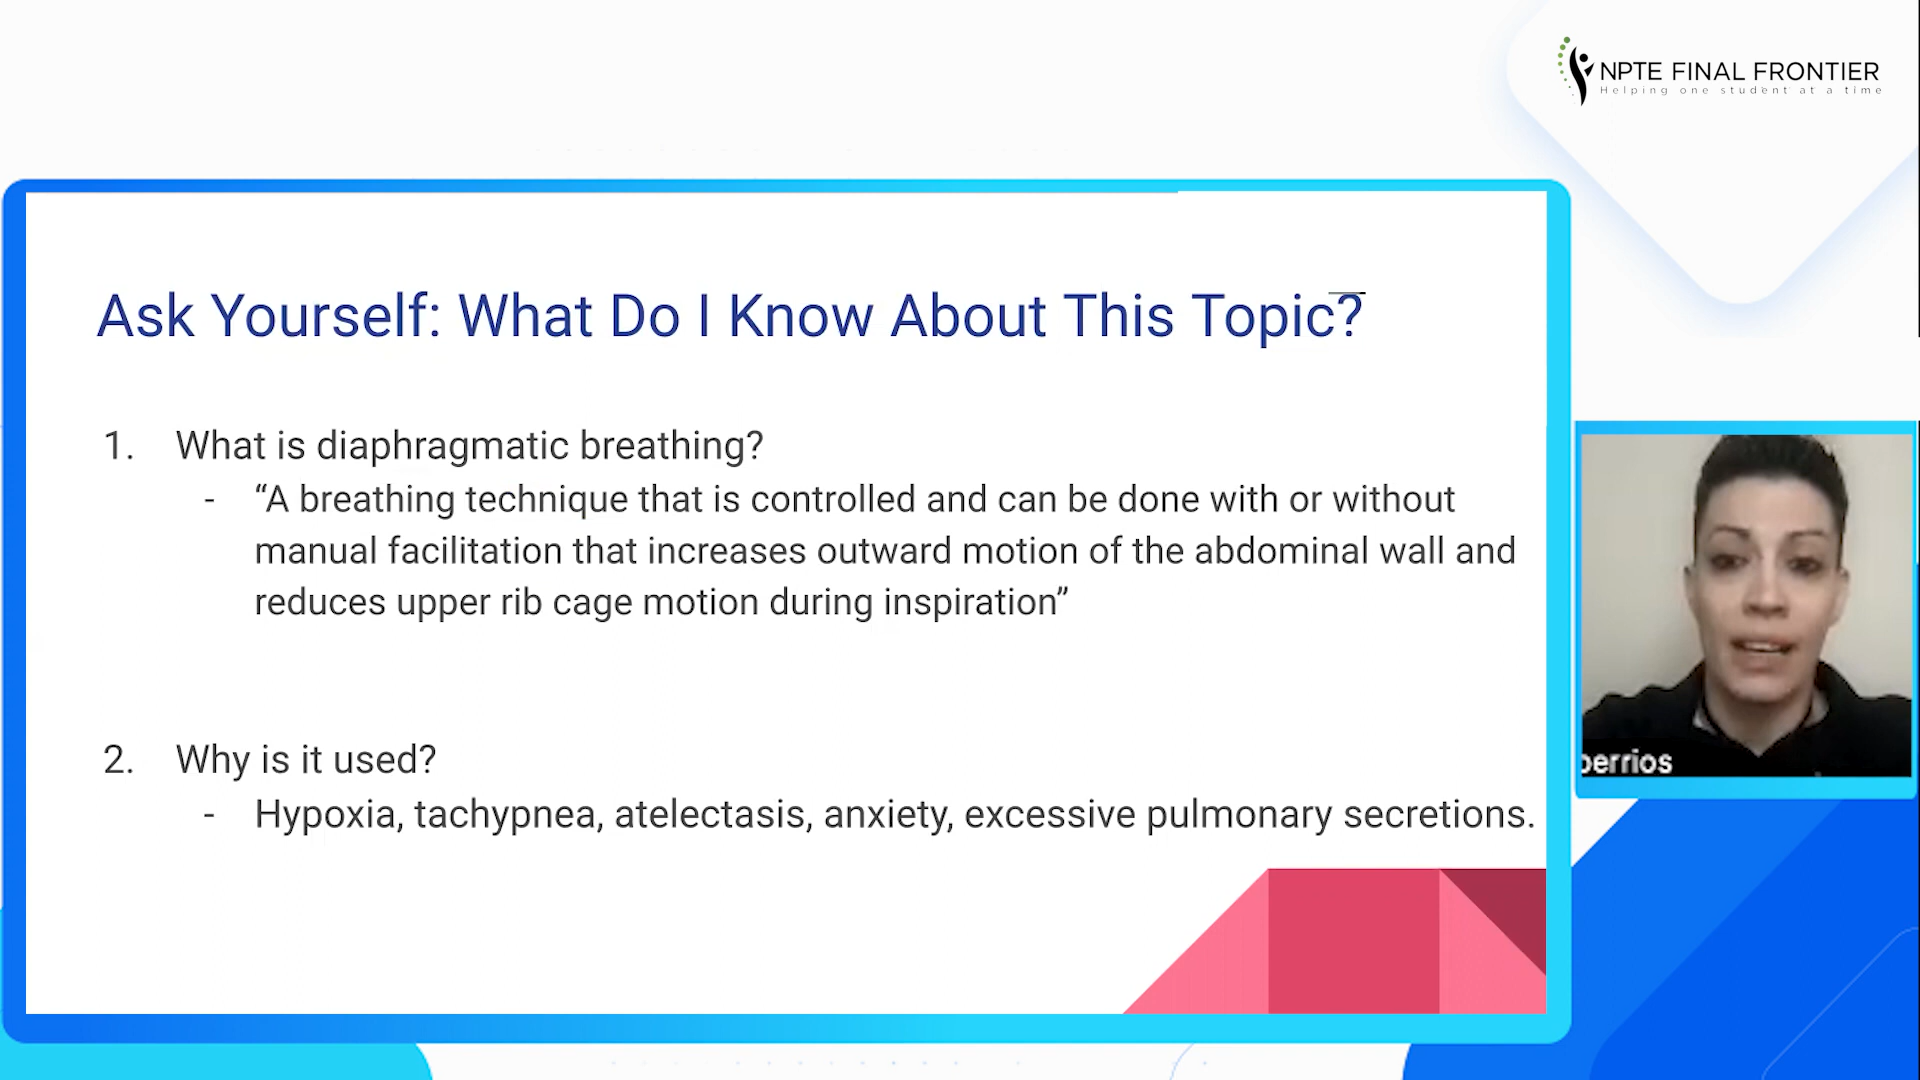 NPTE FINAL FRONTIER
Helping one student at a time
Ask Yourself: What Do I Know About This Topic?
1. What is diaphragmatic breathing?
- “A breathing technique that is controlled and can be done with or without
manual facilitation that increases outward motion of the abdominal wall and
reduces upper rib cage motion during inspiration”
2. Why is it used?
- Hypoxia, tachypnea, atelectasis, anxiety, excessive pulmonary secretions.
berrios